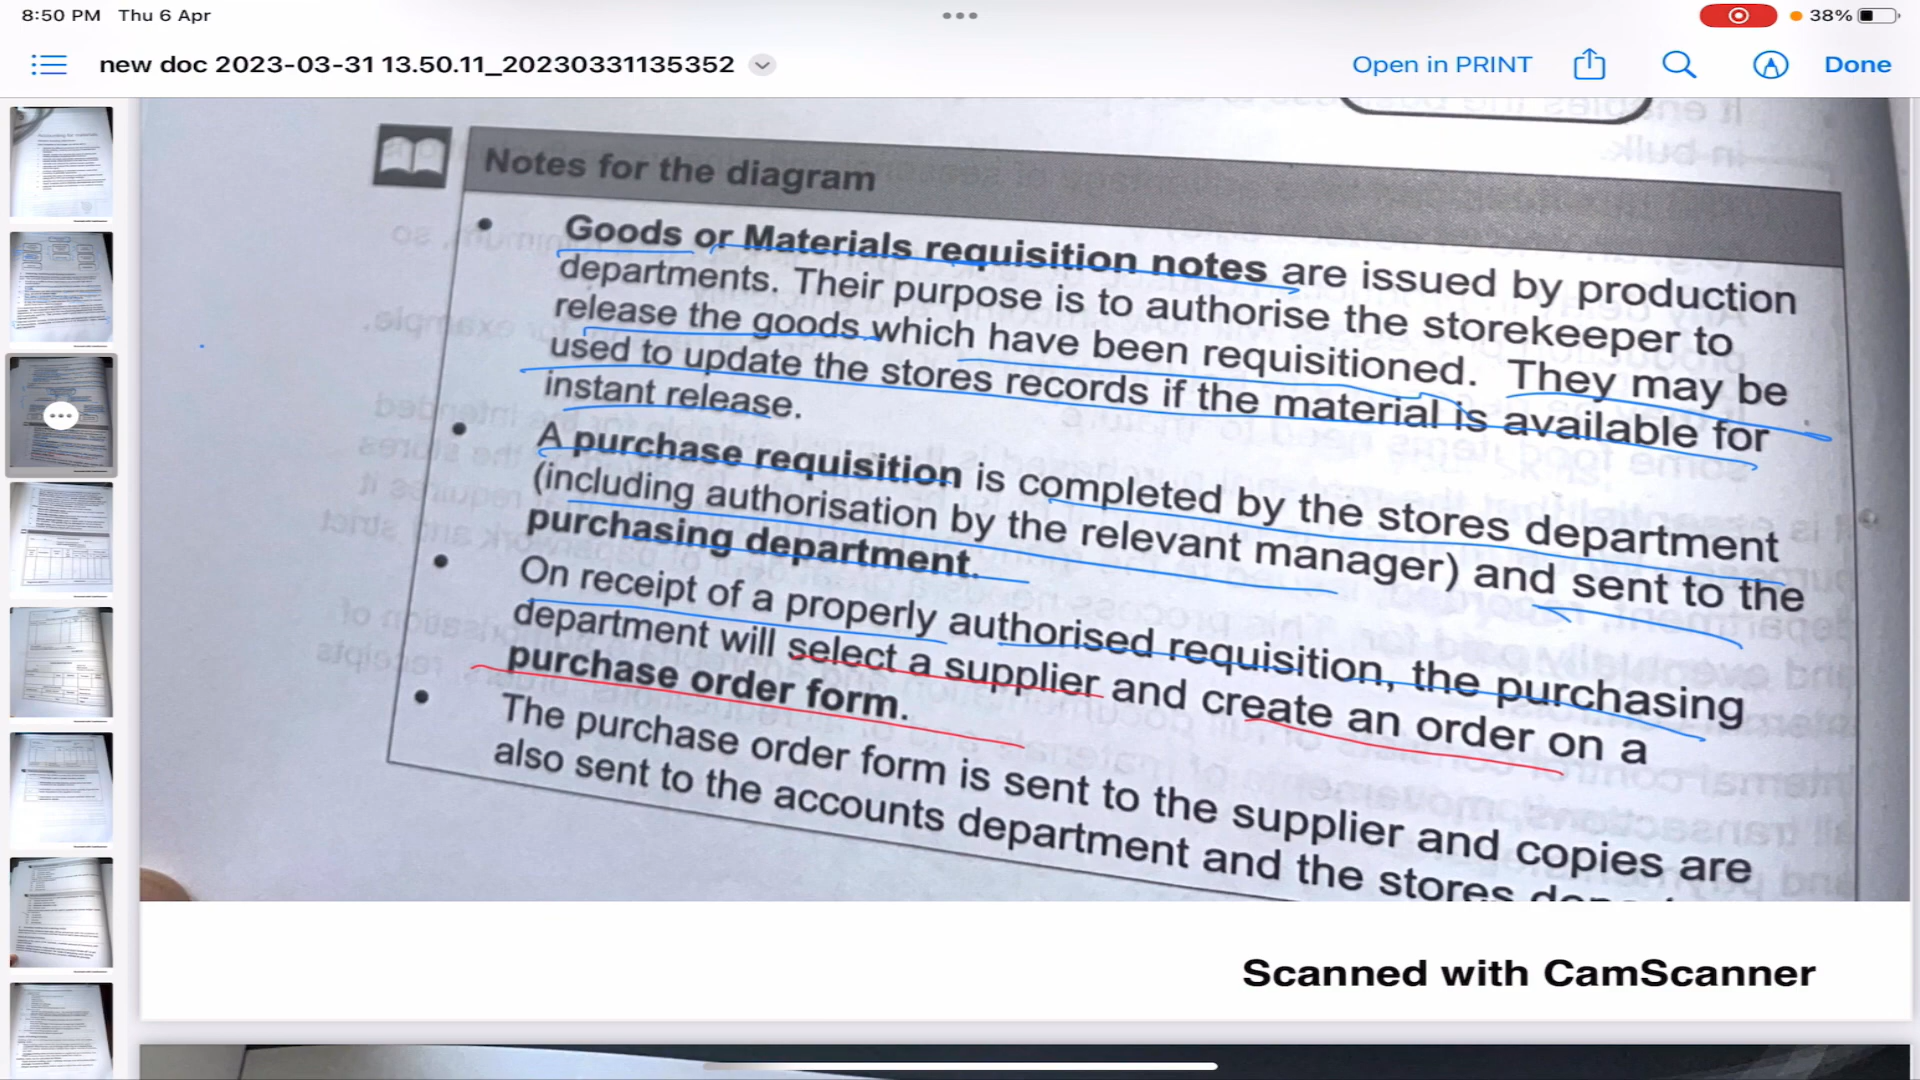 8:50 PM Thu 6 Apr
38%
new doc 2023-03-31 13.50.11_20230331135352
Open in PRINT
Done
Notes for the diagram
• Goods or Materials requisition notes are issued by production
departments. Their purpose is to authorise the storekeeper to
release the goods which have been requisitioned. They may be
used to update the stores records if the material is available for
instant release.
• A purchase requisition is completed by the stores department
(including authorisation by the relevant manager) and sent to the
purchasing department.
• On receipt of a properly authorised requisition, the purchasing
department will select a supplier and create an order on a
purchase order form.
• The purchase order form is sent to the supplier and copies are
also sent to the accounts department and the stores
Scanned with CamScanner